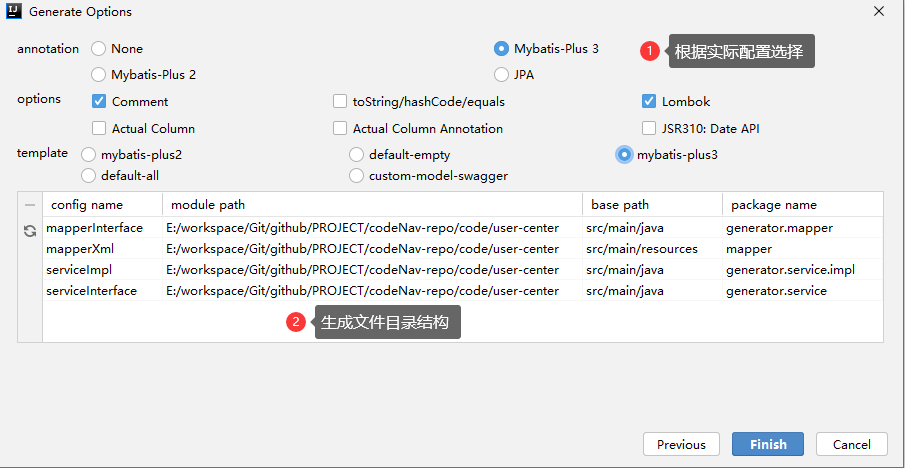 Generate Options
annotation None Mybatis-Plus 3 1 根据实际配置选择
Mybatis-Plus 2 JPA
options Comment toString/hashCode/equals Lombok
Actual Column Actual Column Annotation JSR310: Date API
template mybatis-plus2 default-empty mybatis-plus3
default-all custom-model-swagger
config name module path base path package name
mapperInterface E:/workspace/Git/github/PROJECT/codeNav-repo/code/user-center src/main/java generator.mapper
mapperXml E:/workspace/Git/github/PROJECT/codeNav-repo/code/user-center src/main/resources mapper
serviceImpl E:/workspace/Git/github/PROJECT/codeNav-repo/code/user-center src/main/java generator.service.impl
serviceInterface E:/workspace/Git/github/PROJECT/codeNav-repo/code/user-center src/main/java generator.service
2 生成文件目录结构
Previous Finish Cancel